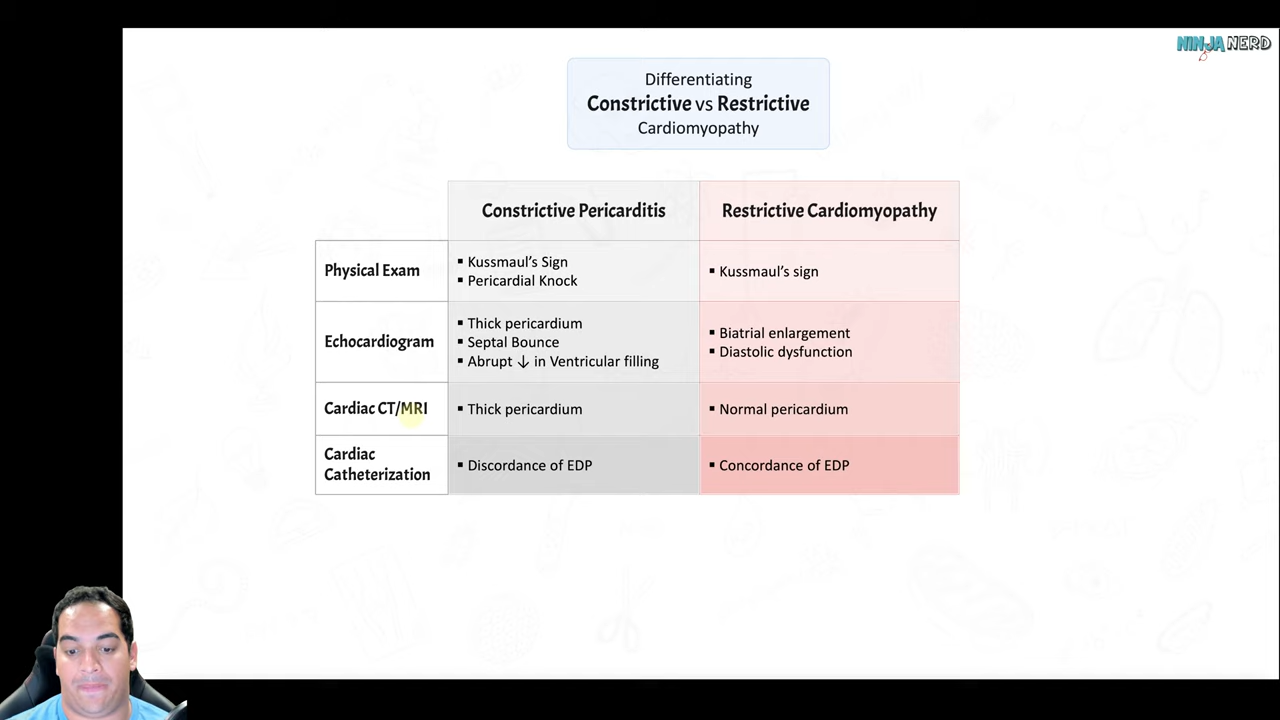 NINJA NERD
Differentiating
Constrictive vs Restrictive
Cardiomyopathy
Constrictive Pericarditis
Restrictive Cardiomyopathy
Physical Exam
▪ Kussmaul's Sign
▪ Pericardial Knock
▪ Kussmaul's sign
Echocardiogram
▪ Thick pericardium
▪ Septal Bounce
▪ Abrupt ↓ in Ventricular filling
▪ Biatrial enlargement
▪ Diastolic dysfunction
Cardiac CT/MRI
▪ Thick pericardium
▪ Normal pericardium
Cardiac
Catheterization
▪ Discordance of EDP
▪ Concordance of EDP